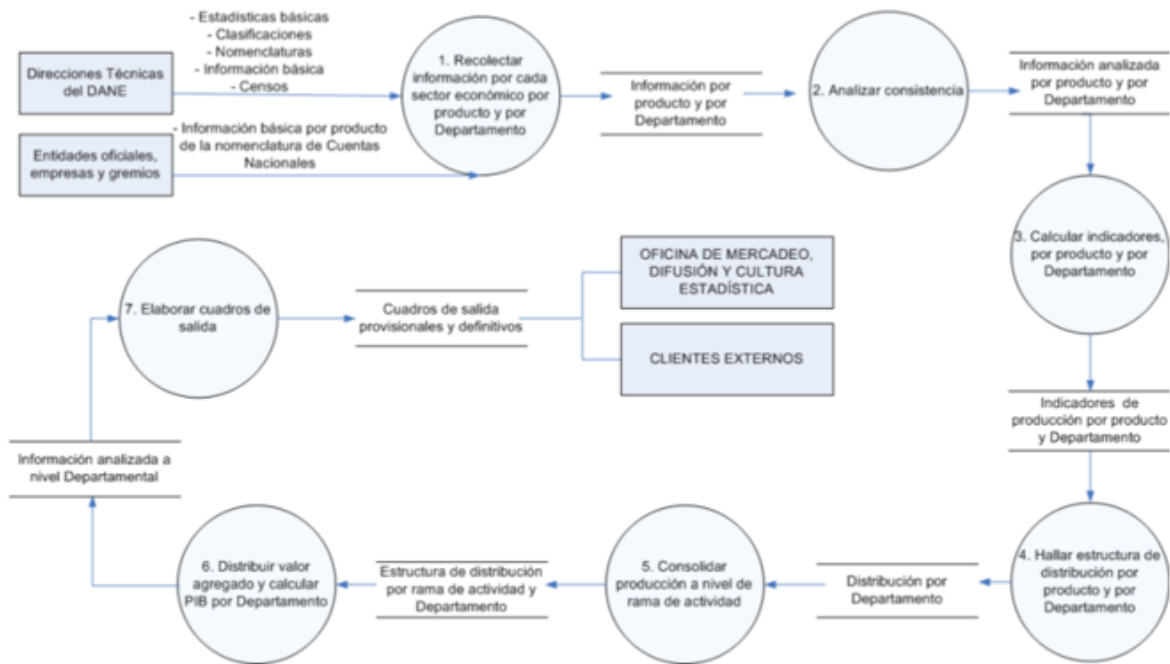 - Estadísticas básicas
- Clasificaciones
- Nomenclaturas
- Información básica
- Censos
Direcciones Técnicas
del DANE
- Información básica por producto
de la nomenclatura de Cuentas
Nacionales
Entidades oficiales,
empresas y gremios
1. Recolectar
información por cada
sector económico por
producto y por
Departamento
Información por
producto y por
Departamento
2. Analizar consistencia
Información analizada
por producto y por
Departamento
3. Calcular indicadores,
por producto y por
Departamento
Indicadores de
producción por producto
y Departamento
4. Hallar estructura de
distribución por
producto y por
Departamento
Distribución por
Departamento
5. Consolidar
producción a nivel de
rama de actividad
Estructura de distribución
por rama de actividad y
Departamento
6. Distribuir valor
agregado y calcular
PIB por Departamento
Información analizada a
nivel Departamental
7. Elaborar cuadros de
salida
Cuadros de salida
provisionales y definitivos
OFICINA DE MERCADEO,
DIFUSIÓN Y CULTURA
ESTADÍSTICA
CLIENTES EXTERNOS